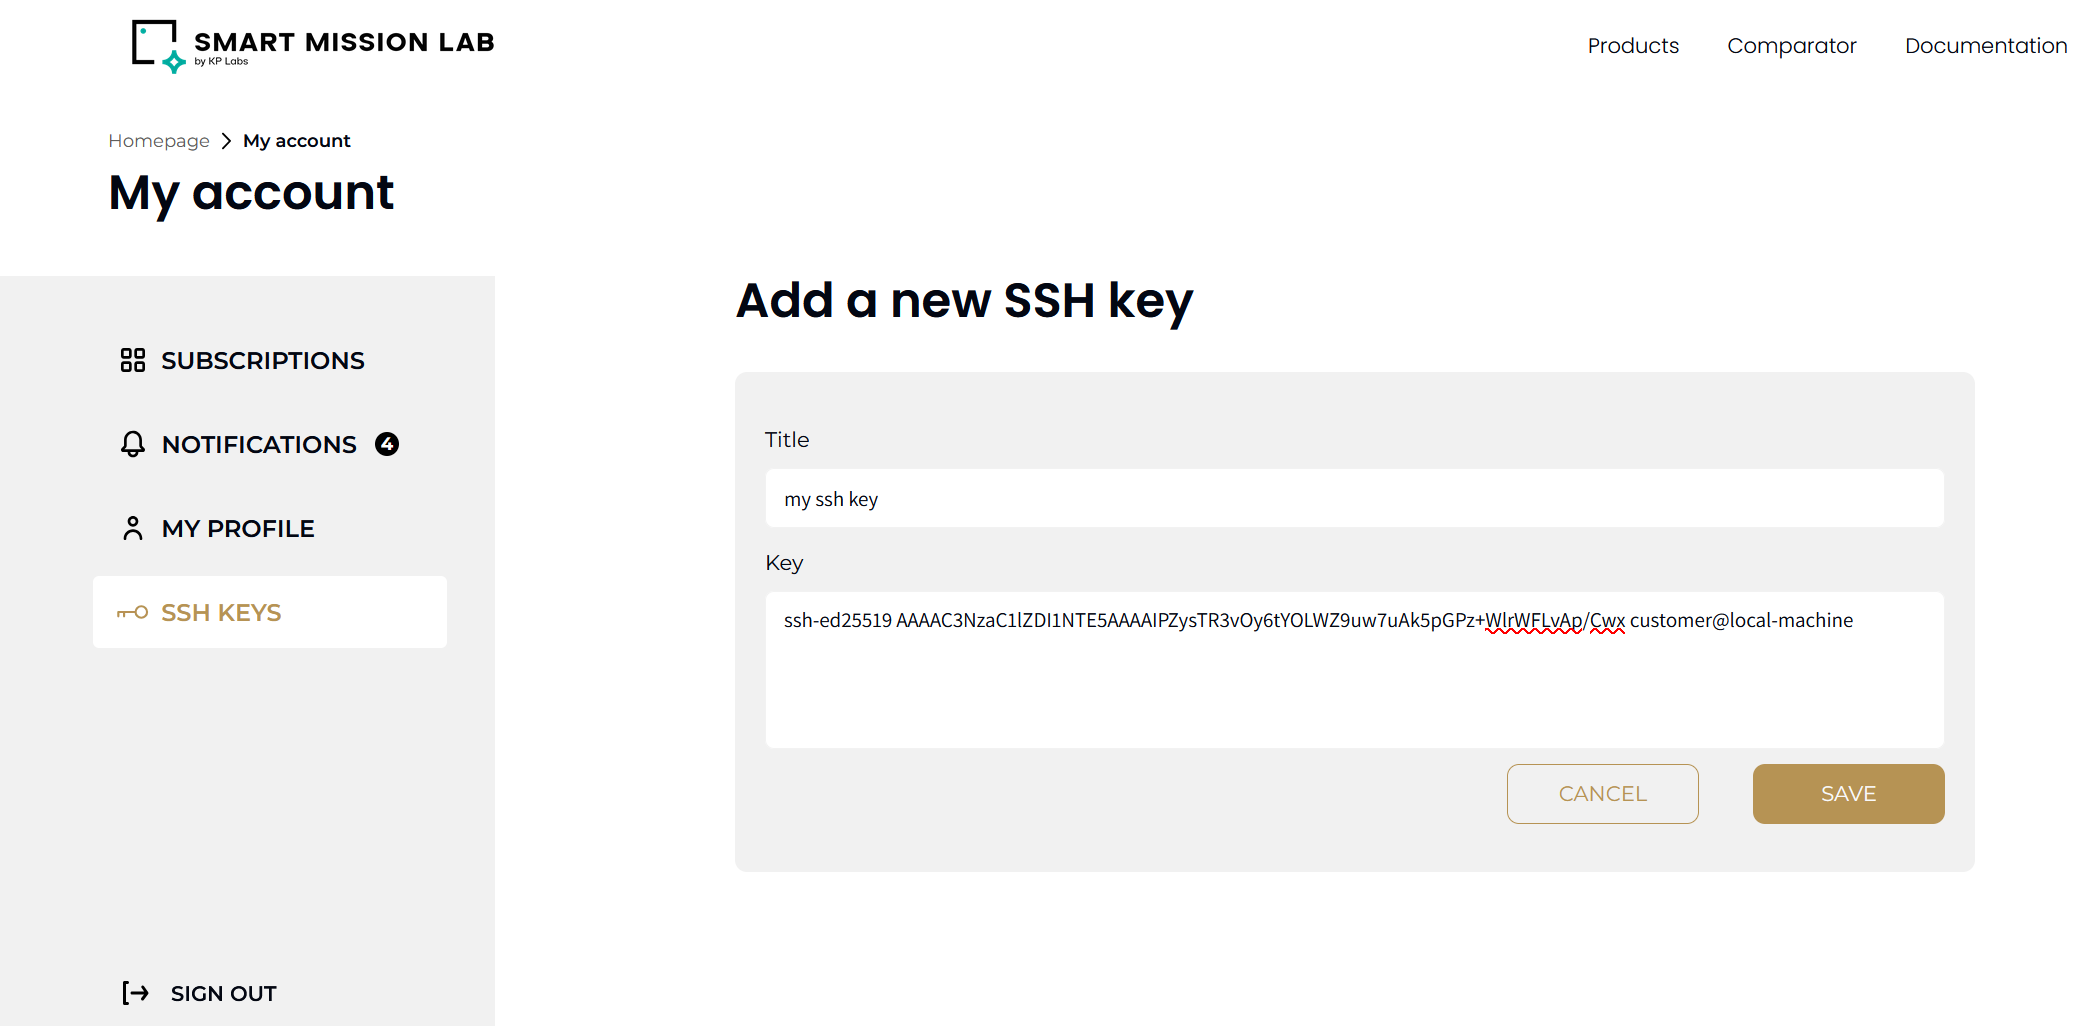 SMART MISSION LAB
by KP Labs
Products
Comparator
Documentation
Homepage > My account
My account
SUBSCRIPTIONS
NOTIFICATIONS 4
MY PROFILE
SSH KEYS
SIGN OUT
Add a new SSH key
Title
my ssh key
Key
ssh-ed25519 AAAAC3NzaC1lZDI1NTE5AAAAIPZysTR3vOy6tYOLWZ9uw7uAk5pGPz+WlrWFLvAp/Cwx customer@local-machine
CANCEL
SAVE